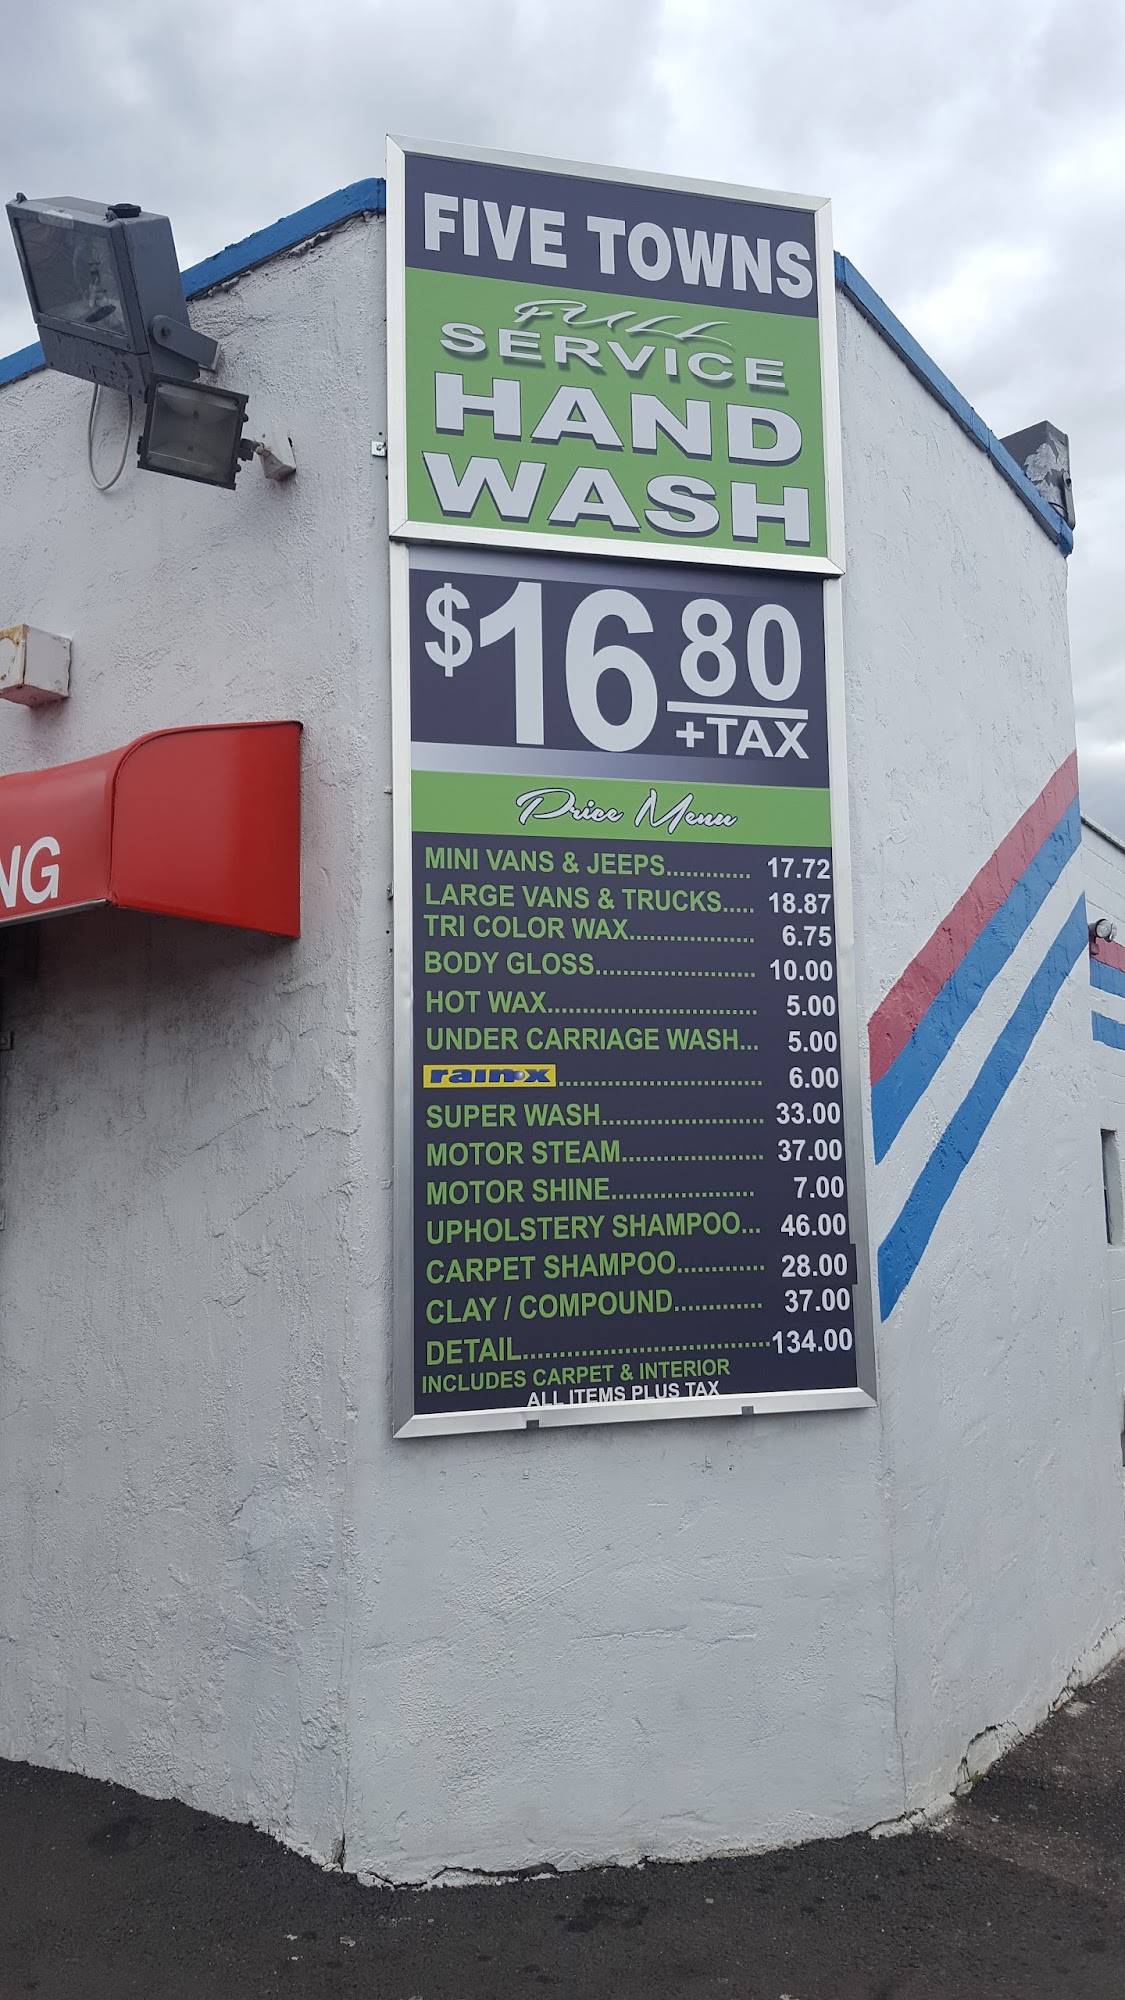 FIVE TOWNS
FULL
SERVICE
HAND
WASH
$16 80
+TAX
Price Menu
MINI VANS & JEEPS............. 17.72
LARGE VANS & TRUCKS..... 18.87
TRI COLOR WAX..................... 6.75
BODY GLOSS........................... 10.00
HOT WAX................................... 5.00
UNDER CARRIAGE WASH... 5.00
rain-x .................................. 6.00
SUPER WASH........................... 33.00
MOTOR STEAM........................ 37.00
MOTOR SHINE........................ 7.00
UPHOLSTERY SHAMPOO... 46.00
CARPET SHAMPOO............... 28.00
CLAY / COMPOUND............... 37.00
DETAIL..................................134.00
INCLUDES CARPET & INTERIOR
ALL ITEMS PLUS TAX
NG